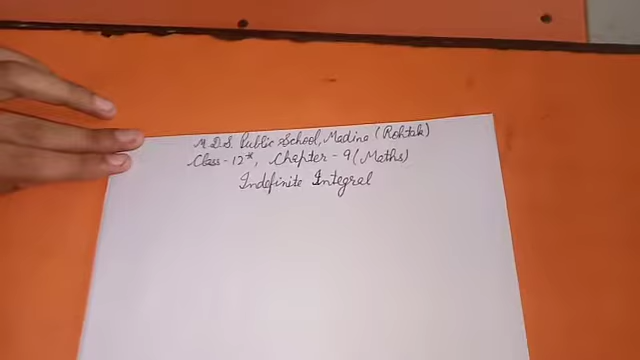 M.D.S. Public School, Madina (Rohtak)
Class-12th, Chapter-9 (Maths)
Indefinite Integral